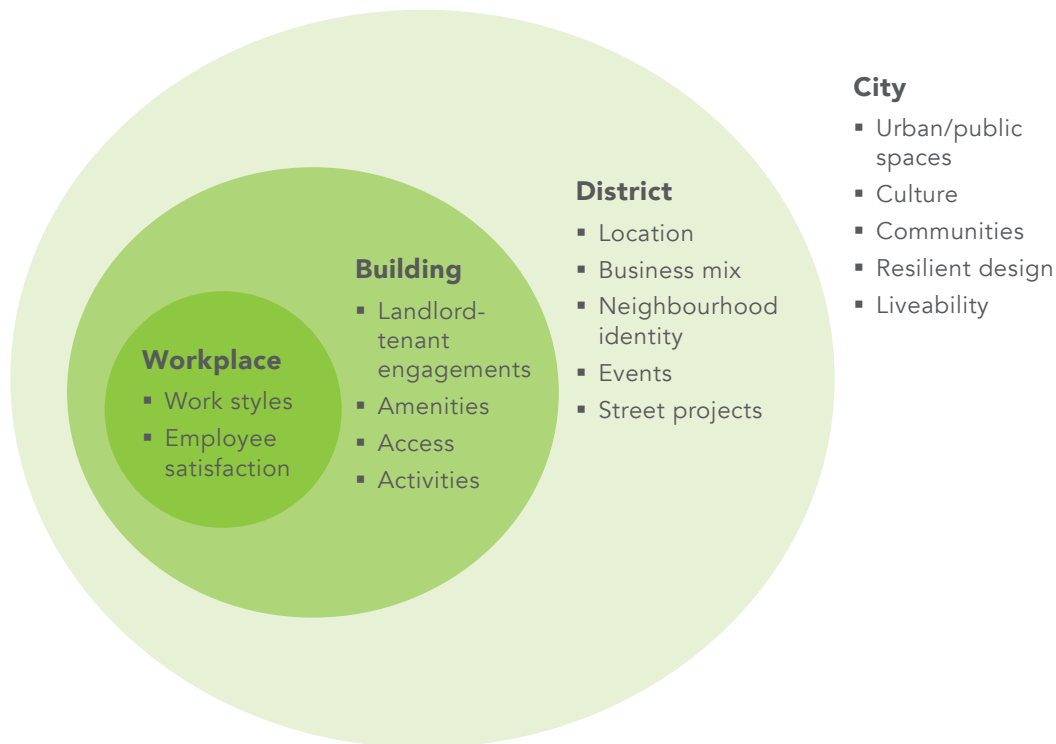 City
▪ Urban/public
spaces
▪ Culture
▪ Communities
▪ Resilient design
▪ Liveability
District
▪ Location
▪ Business mix
▪ Neighbourhood
identity
▪ Events
▪ Street projects
Building
▪ Landlord-
tenant
engagements
▪ Amenities
▪ Access
▪ Activities
Workplace
▪ Work styles
▪ Employee
satisfaction